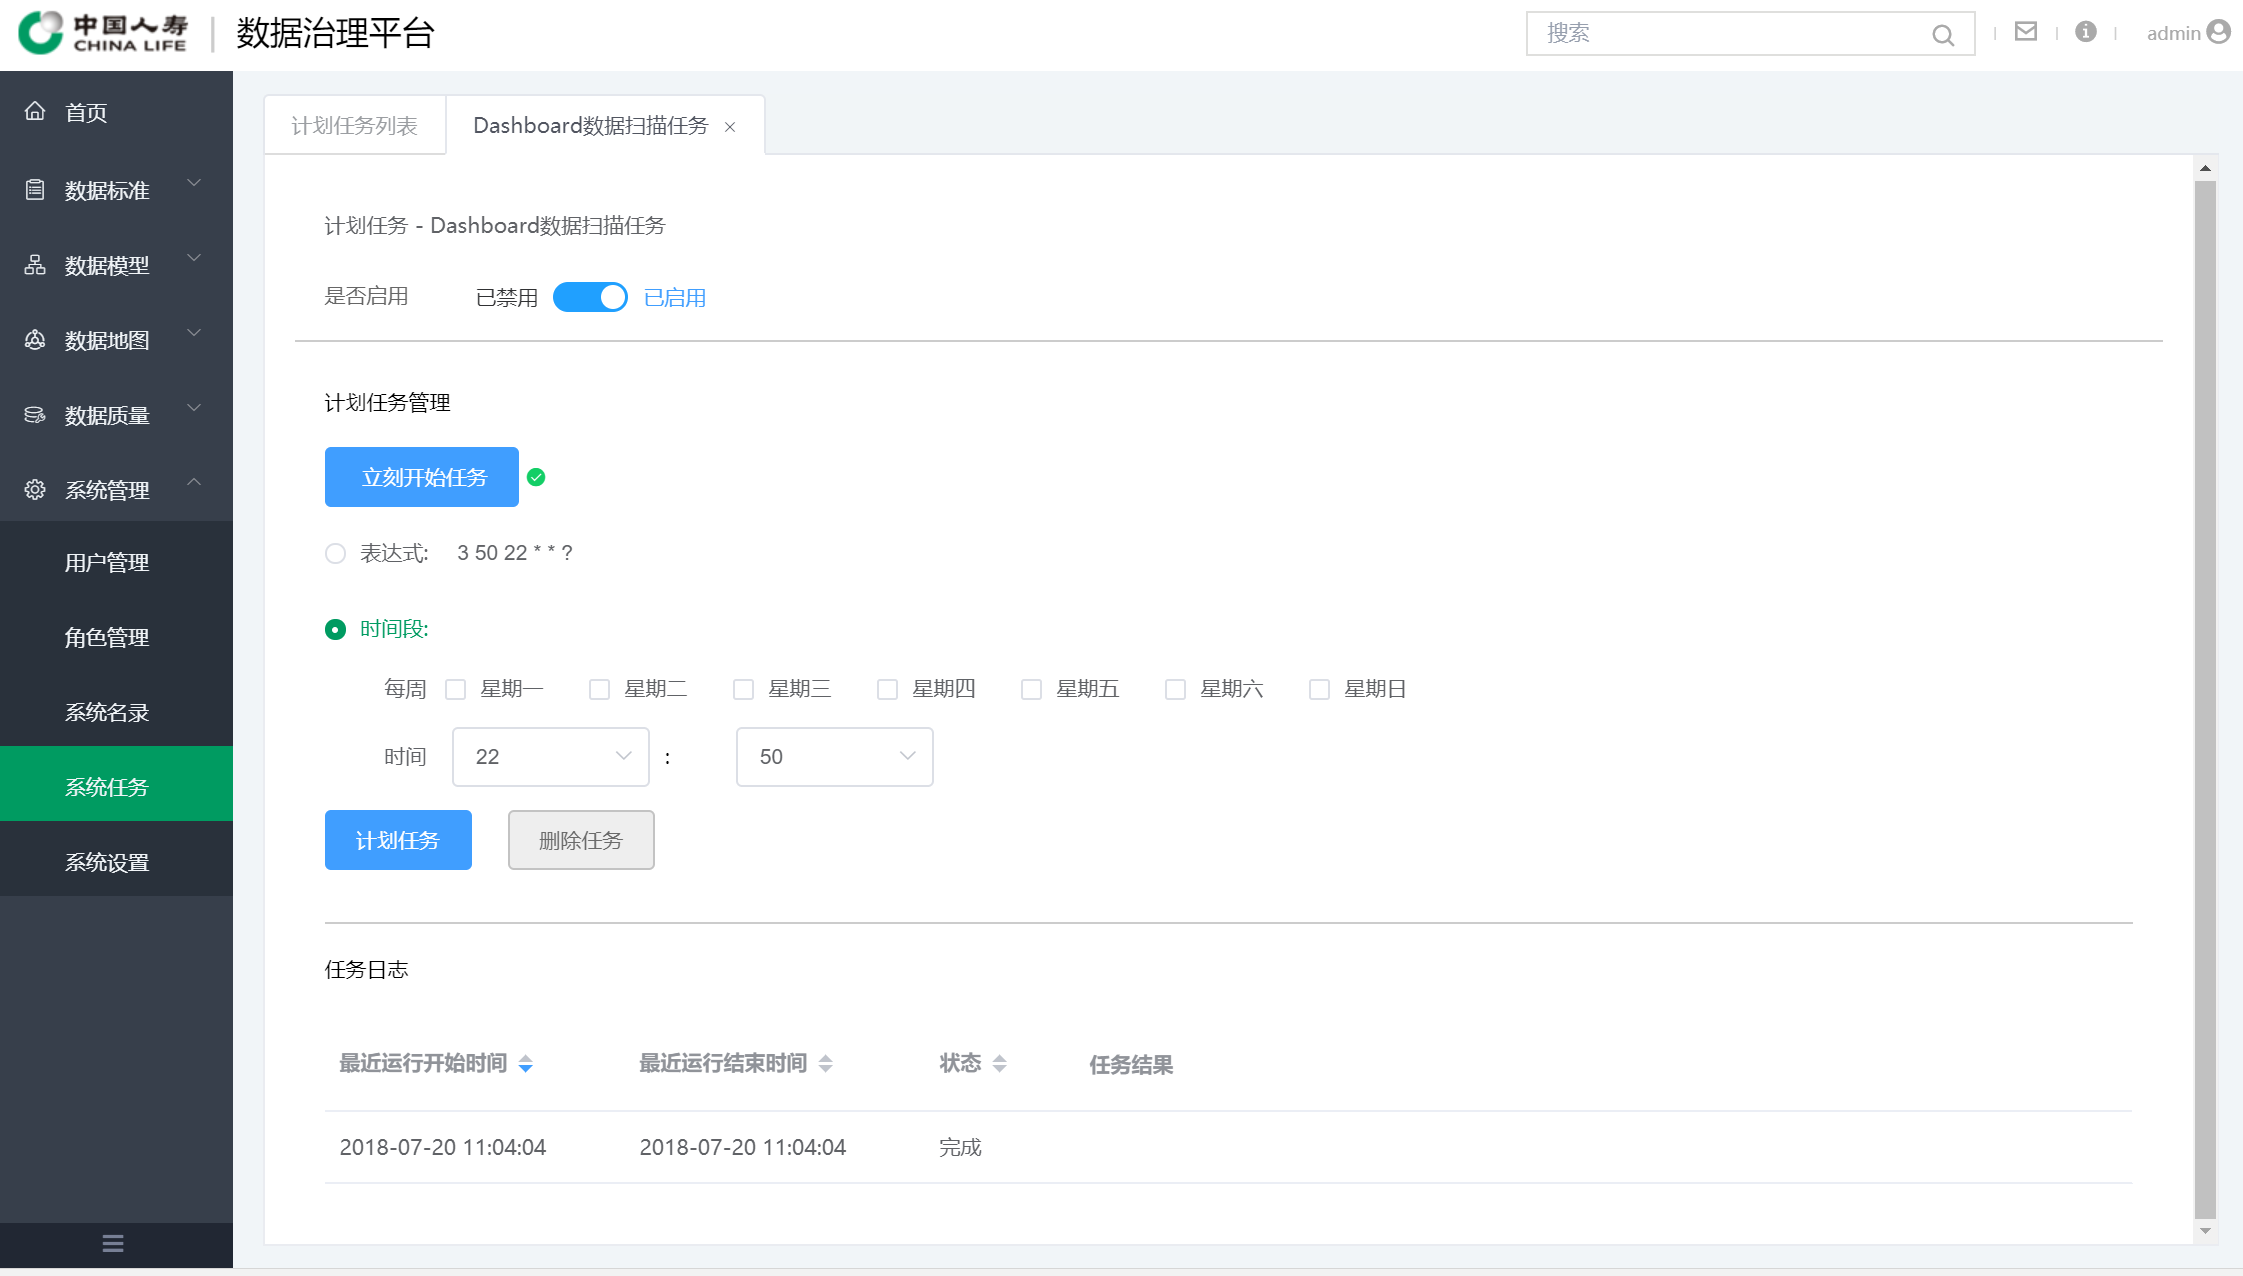 中国人寿 CHINA LIFE 数据治理平台 搜索 admin
首页
数据标准
数据模型
数据地图
数据质量
系统管理
用户管理
角色管理
系统名录
系统任务
系统设置
计划任务列表 Dashboard数据扫描任务
计划任务 - Dashboard数据扫描任务
是否启用 已禁用 已启用
计划任务管理
立刻开始任务
表达式: 3 50 22 * * ?
时间段:
每周 星期一 星期二 星期三 星期四 星期五 星期六 星期日
时间 22 : 50
计划任务 删除任务
任务日志
最近运行开始时间 最近运行结束时间 状态 任务结果
2018-07-20 11:04:04 2018-07-20 11:04:04 完成